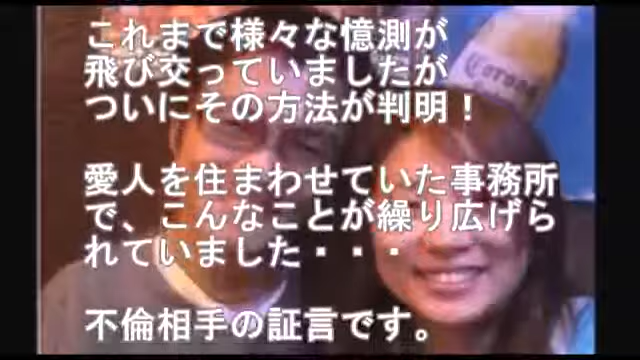 これまで様々な憶測が
飛び交っていましたが
ついにその方法が判明！
愛人を住まわせていた事務所
で、こんなことが繰り広げら
れていました・・・
不倫相手の証言です。
Corona